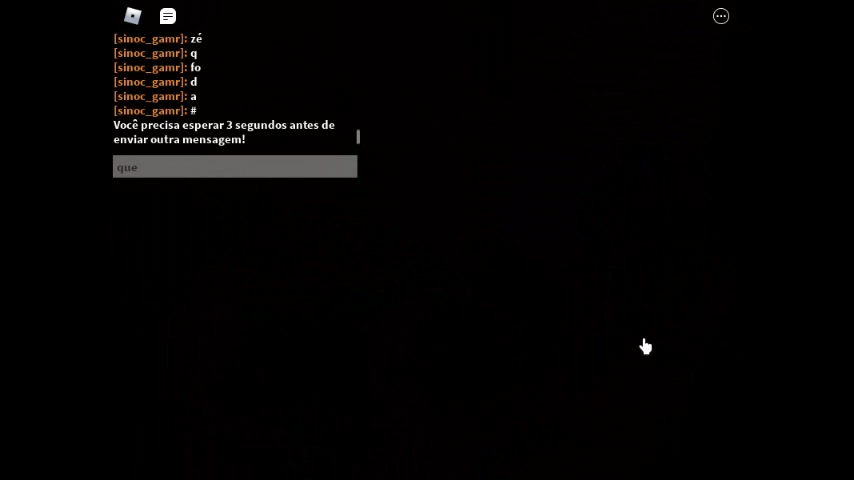 [sinoc_gamr]: zé
[sinoc_gamr]: q
[sinoc_gamr]: fo
[sinoc_gamr]: d
[sinoc_gamr]: a
[sinoc_gamr]: #
Você precisa esperar 3 segundos antes de
enviar outra mensagem!
que